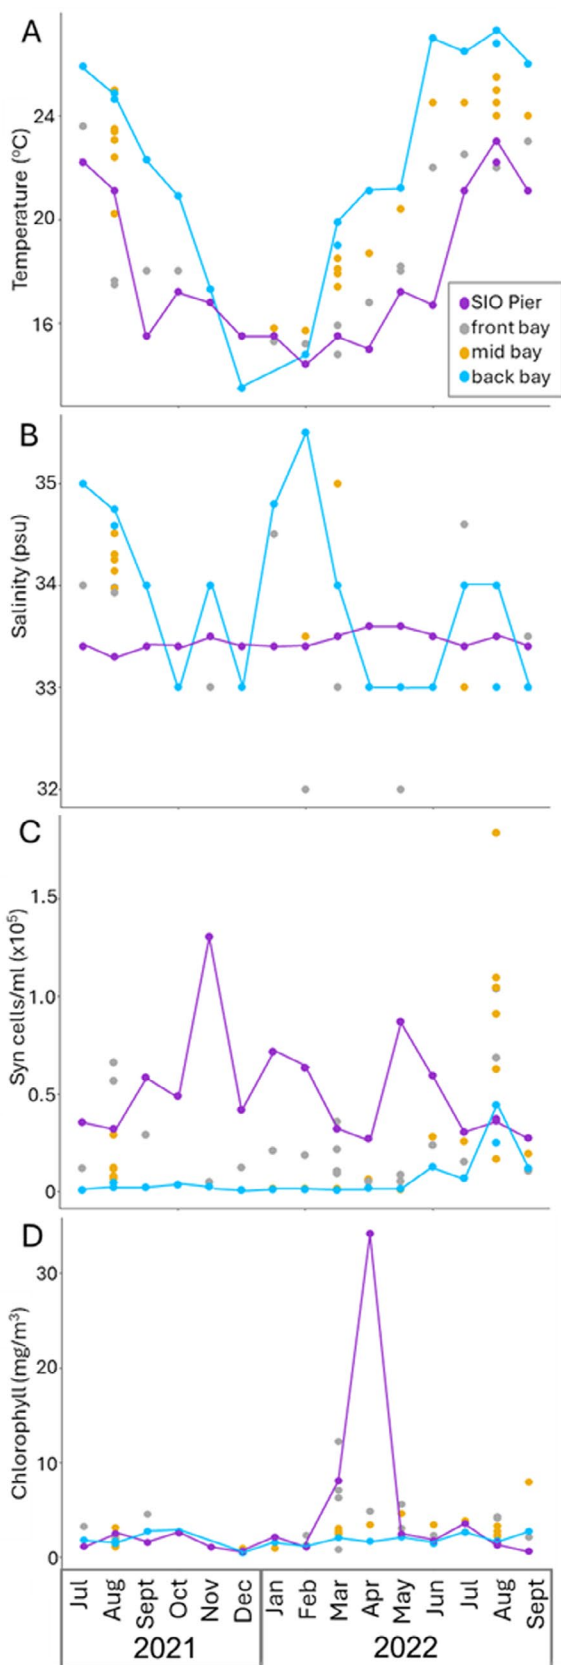 A
Temperature (°C)
24
20
16
SIO Pier
front bay
mid bay
back bay
B
Salinity (psu)
35
34
33
32
C
Syn cells/ml (x10⁵)
1.5
1.0
0.5
0
D
Chlorophyll (mg/m³)
30
20
10
0
Jul Aug Sept Oct Nov Dec Jan Feb Mar Apr May Jun Jul Aug Sept
2021 2022